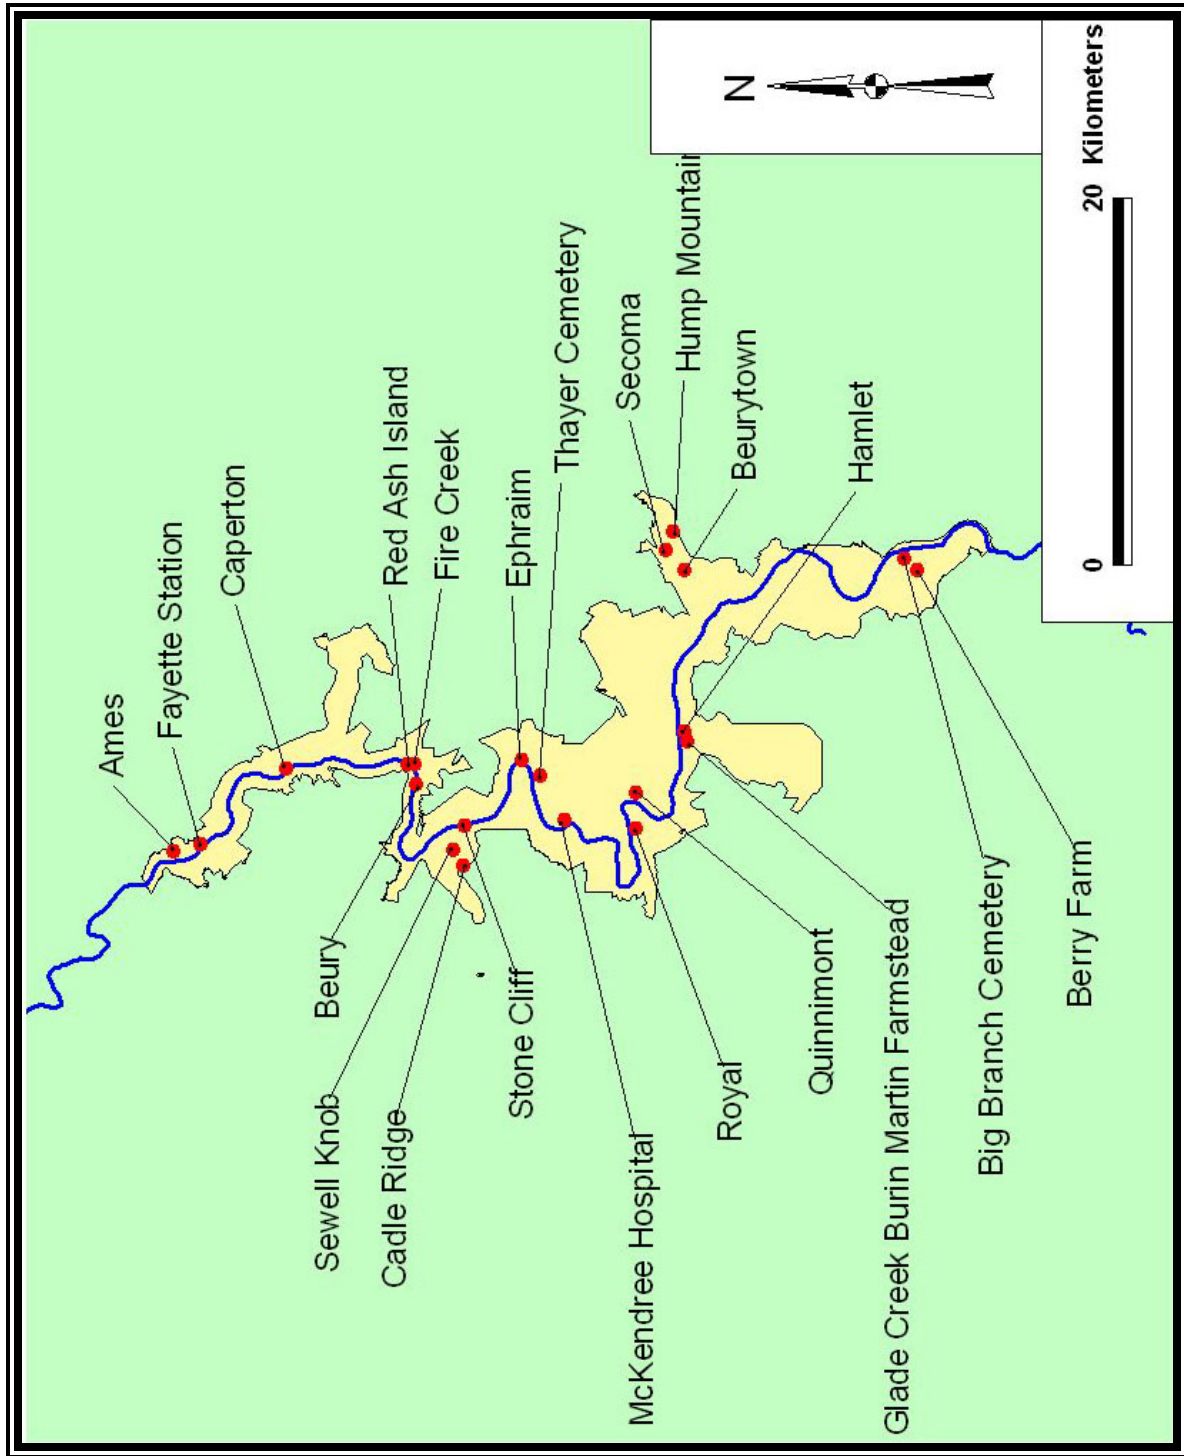 Ames
Fayette Station
Caperton
Red Ash Island
Fire Creek
Ephraim
Thayer Cemetery
Secoma
Hump Mountain
Beurytown
Hamlet
Beury
Sewell Knob
Cadle Ridge
Stone Cliff
McKendree Hospital
Royal
Quinnimont
Glade Creek Burin Martin Farmstead
Big Branch Cemetery
Berry Farm
N
0 20 Kilometers